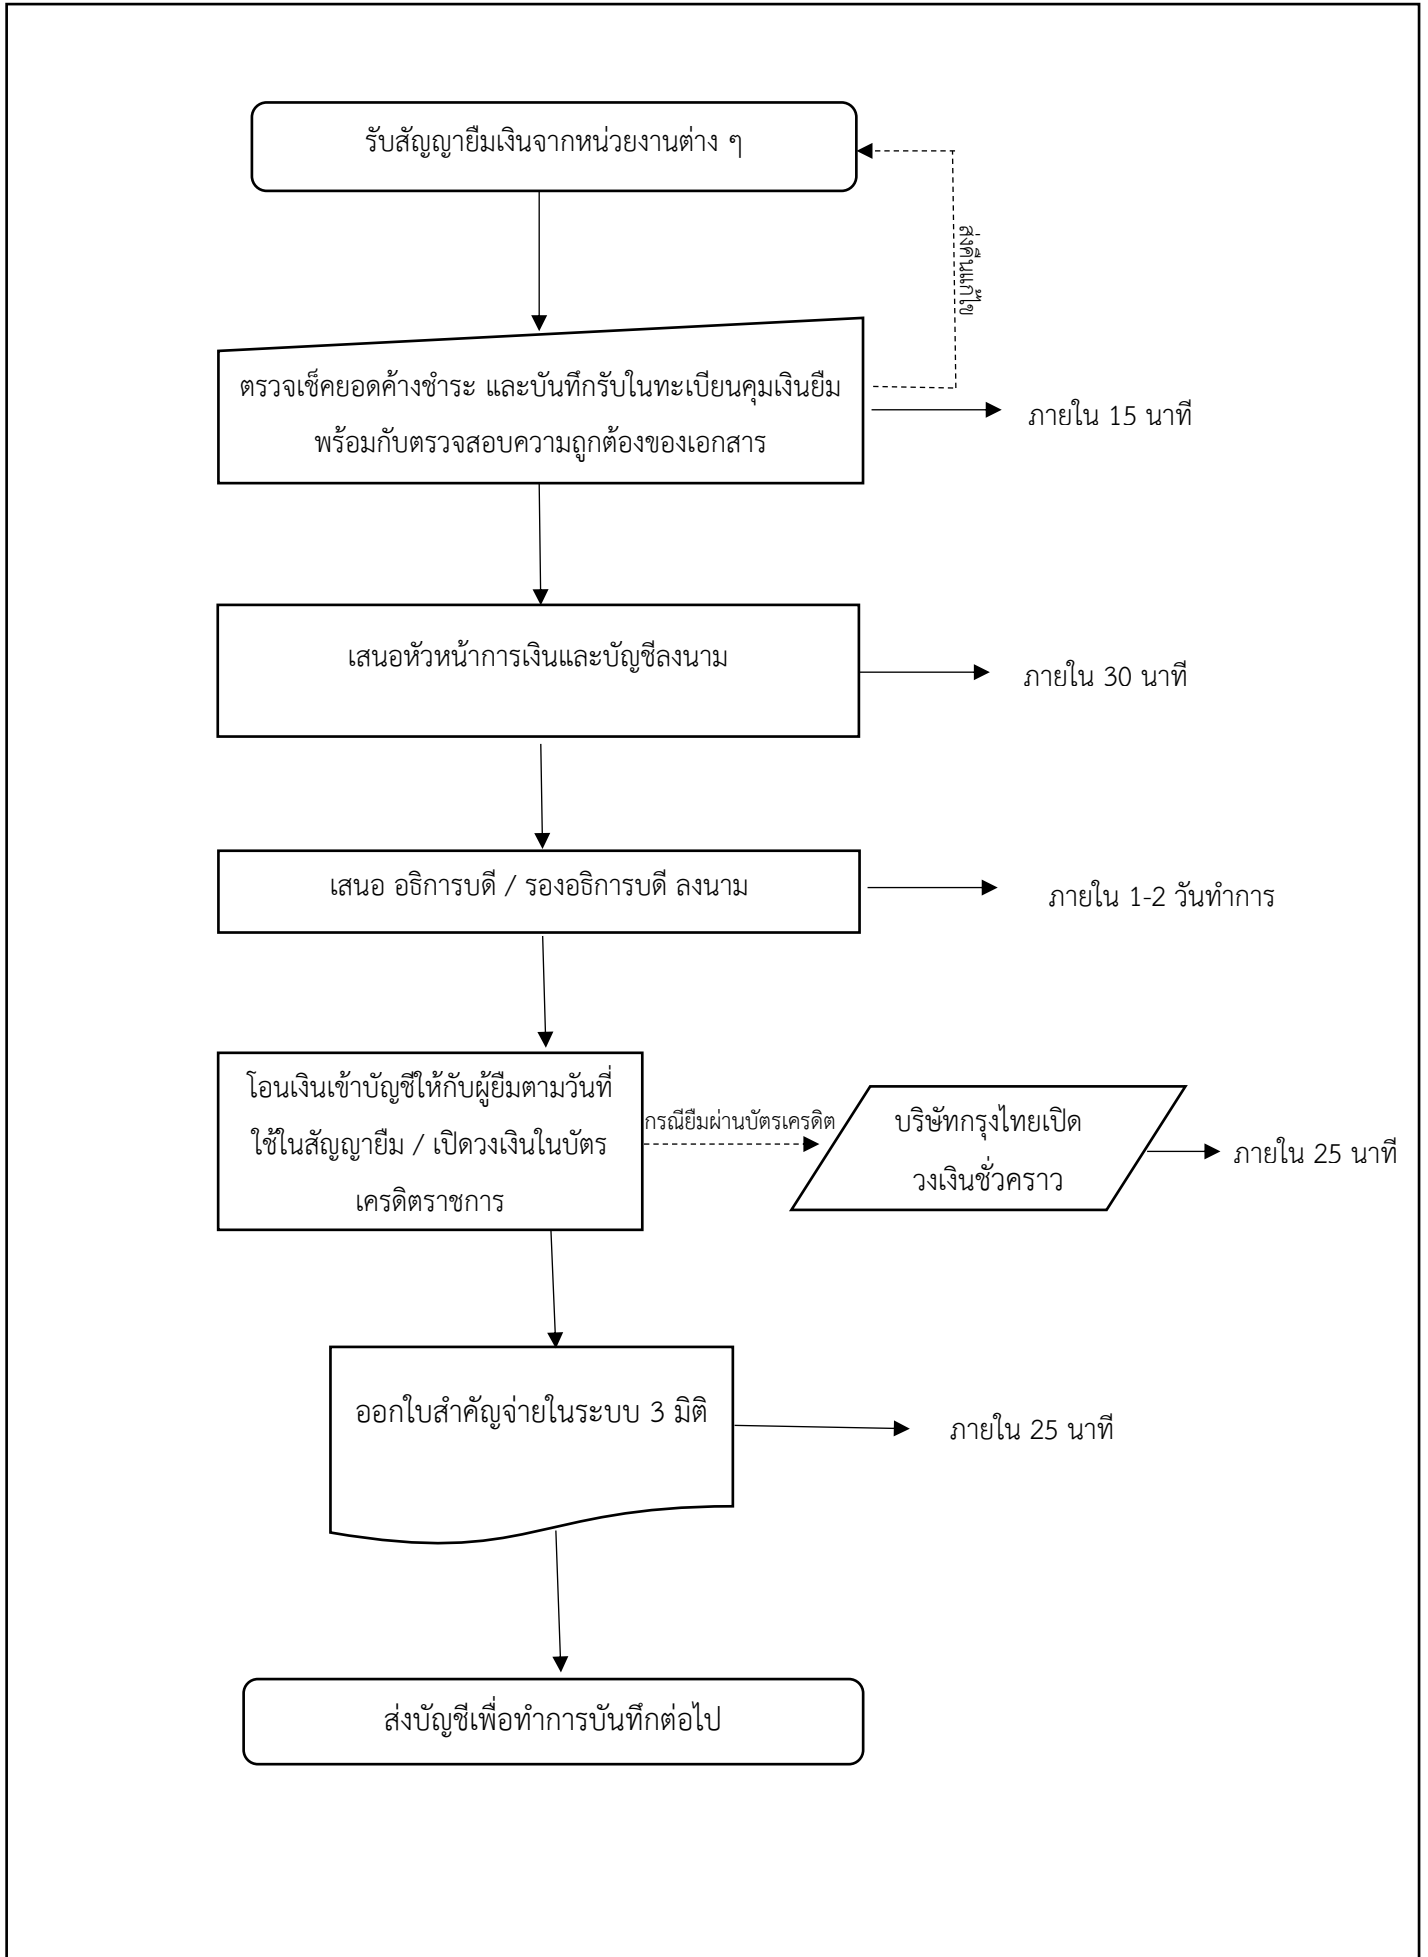 รับสัญญายืมเงินจากหน่วยงานต่าง ๆ
ส่งคืนแก้ไข
ตรวจเช็คยอดค้างชำระ และบันทึกรับในทะเบียนคุมเงินยืม
พร้อมกับตรวจสอบความถูกต้องของเอกสาร
ภายใน 15 นาที
เสนอหัวหน้าการเงินและบัญชีลงนาม
ภายใน 30 นาที
เสนอ อธิการบดี / รองอธิการบดี ลงนาม
ภายใน 1-2 วันทำการ
โอนเงินเข้าบัญชีให้กับผู้ยืมตามวันที่
ใช้ในสัญญายืม / เปิดวงเงินในบัตร
เครดิตราชการ
กรณียืมผ่านบัตรเครดิต
บริษัทกรุงไทยเปิด
วงเงินชั่วคราว
ภายใน 25 นาที
ออกใบสำคัญจ่ายในระบบ 3 มิติ
ภายใน 25 นาที
ส่งบัญชีเพื่อทำการบันทึกต่อไป